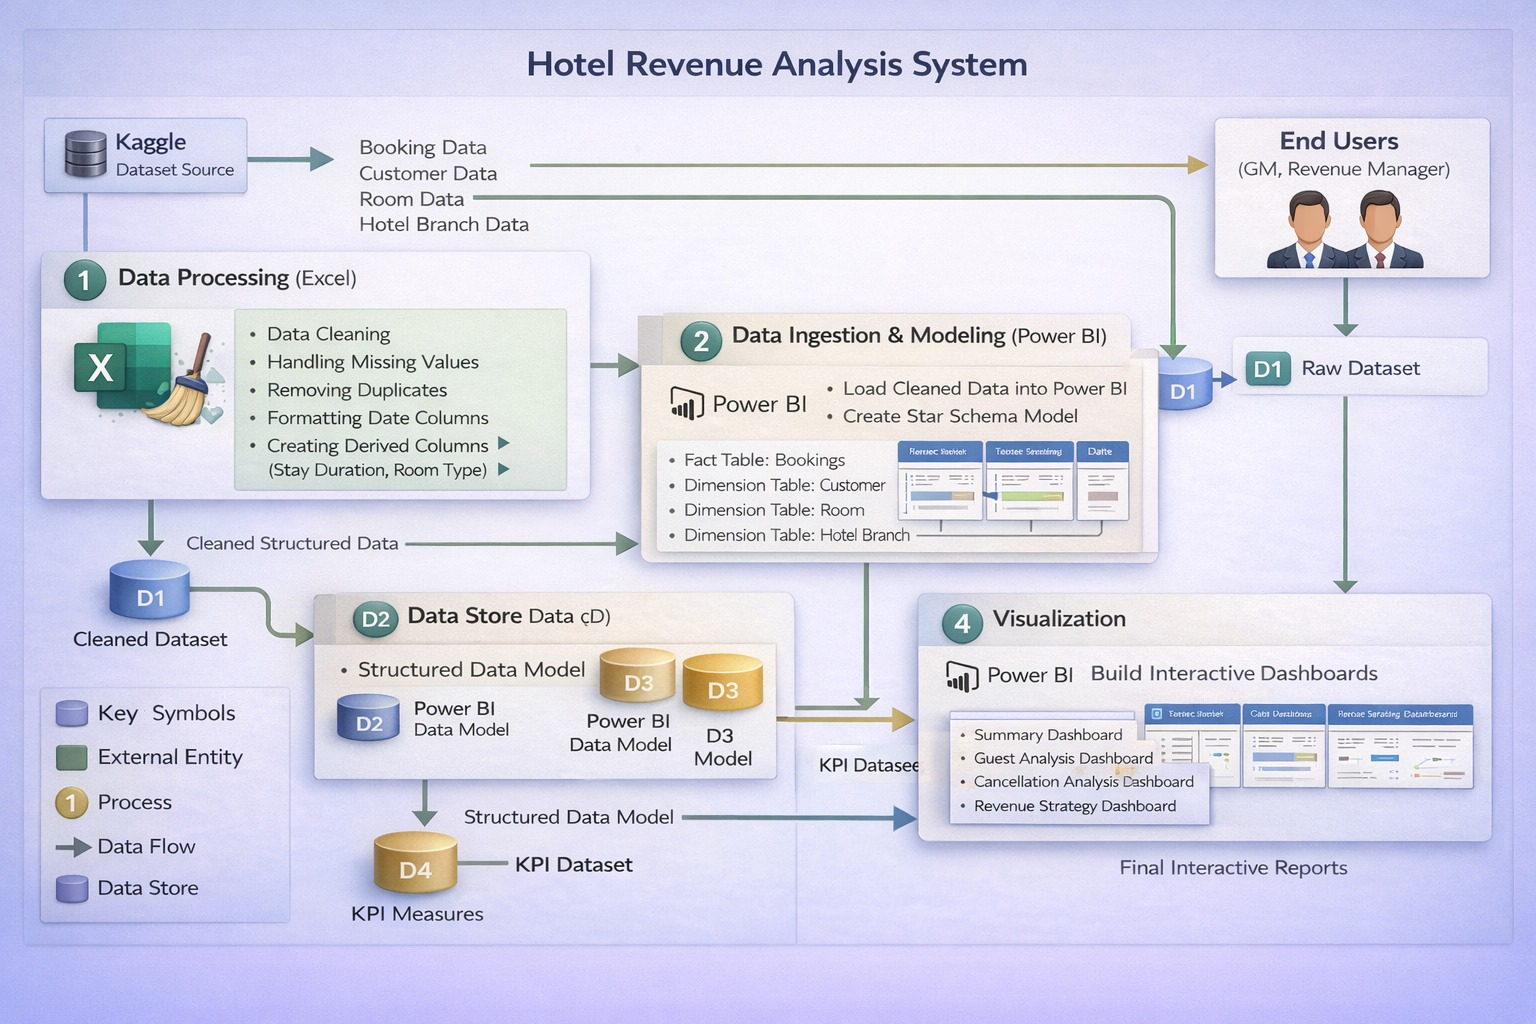 Hotel Revenue Analysis System
Kaggle
Dataset Source
Booking Data
Customer Data
Room Data
Hotel Branch Data
End Users
(GM, Revenue Manager)
1
Data Processing (Excel)
X
• Data Cleaning
• Handling Missing Values
• Removing Duplicates
• Formatting Date Columns
• Creating Derived Columns
(Stay Duration, Room Type)
2
Data Ingestion & Modeling (Power BI)
Power BI
• Load Cleaned Data into Power BI
• Create Star Schema Model
• Fact Table: Bookings
• Dimension Table: Customer
• Dimension Table: Room
• Dimension Table: Hotel Branch
D1
D1 Raw Dataset
Cleaned Structured Data
D1
Cleaned Dataset
D2
Data Store Data çD)
• Structured Data Model
D2
Power BI
Data Model
D3
Power BI
Data Model
D3
D3
Model
KPI Datasee
Structured Data Model
D4
KPI Dataset
KPI Measures
4
Visualization
Power BI
Build Interactive Dashboards
• Summary Dashboard
• Guest Analysis Dashboard
• Cancellation Analysis Dashboard
• Revenue Strategy Dashboard
Final Interactive Reports
Key Symbols
External Entity
1 Process
Data Flow
Data Store